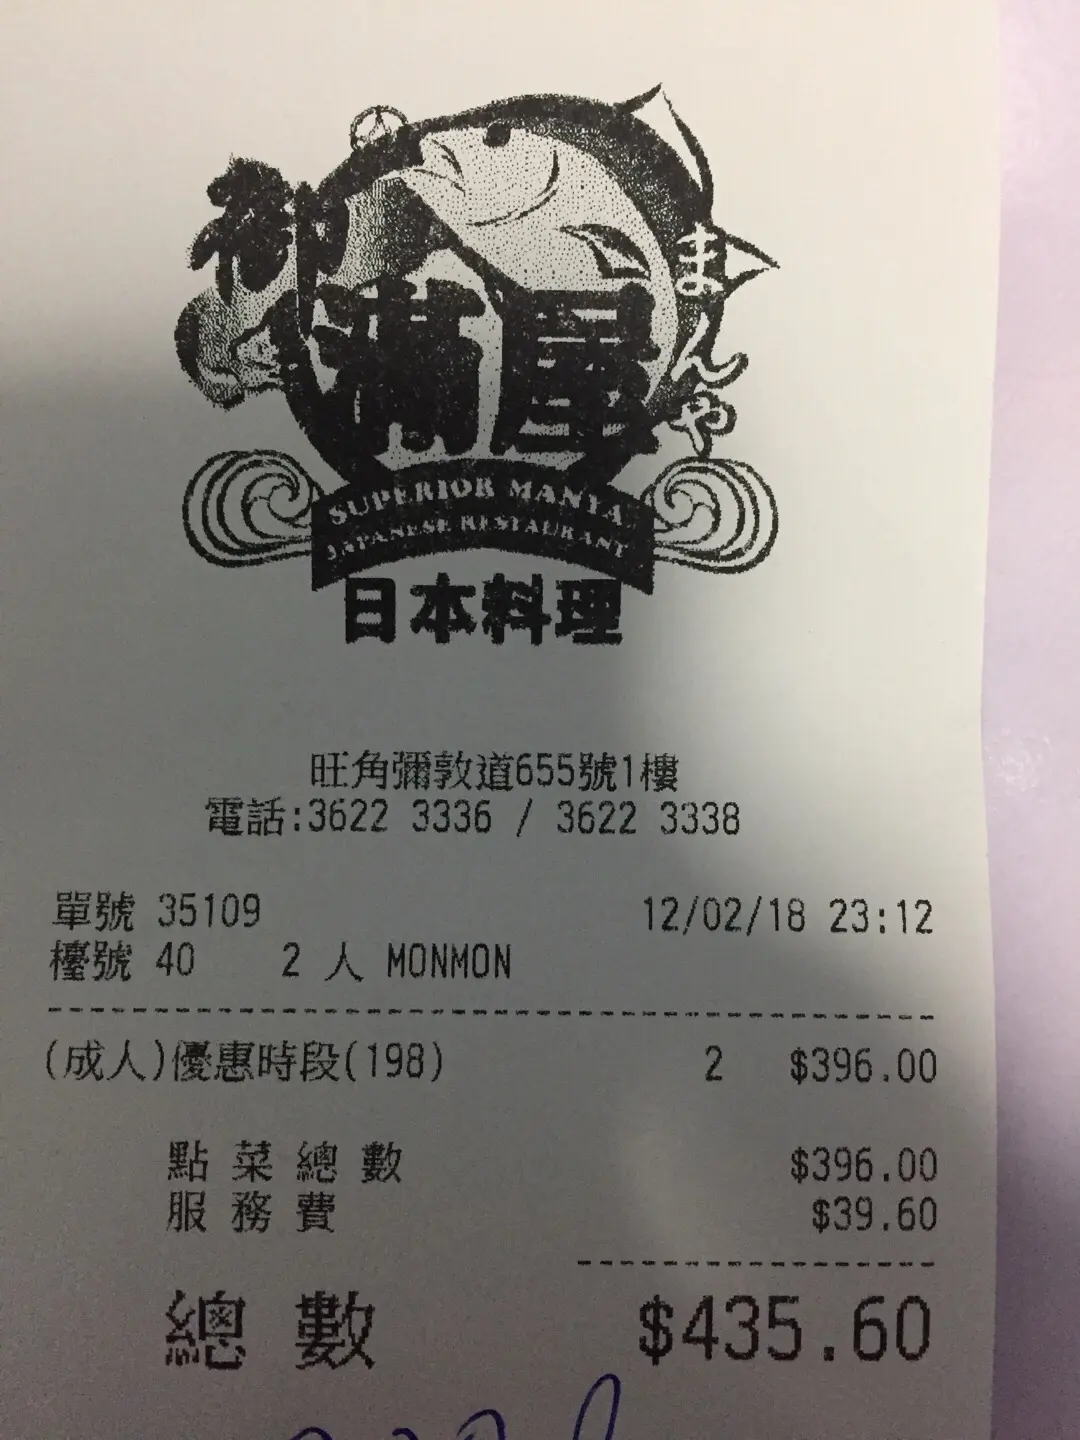 御滿屋
まんや
SUPERIOR MANYA
JAPANESE RESTAURANT
日本料理
旺角彌敦道655號1樓
電話:3622 3336 / 3622 3338
單號 35109 12/02/18 23:12
檯號 40 2 人 MONMON
(成人)優惠時段(198) 2 $396.00
點菜總數 $396.00
服務費 $39.60
總數 $435.60